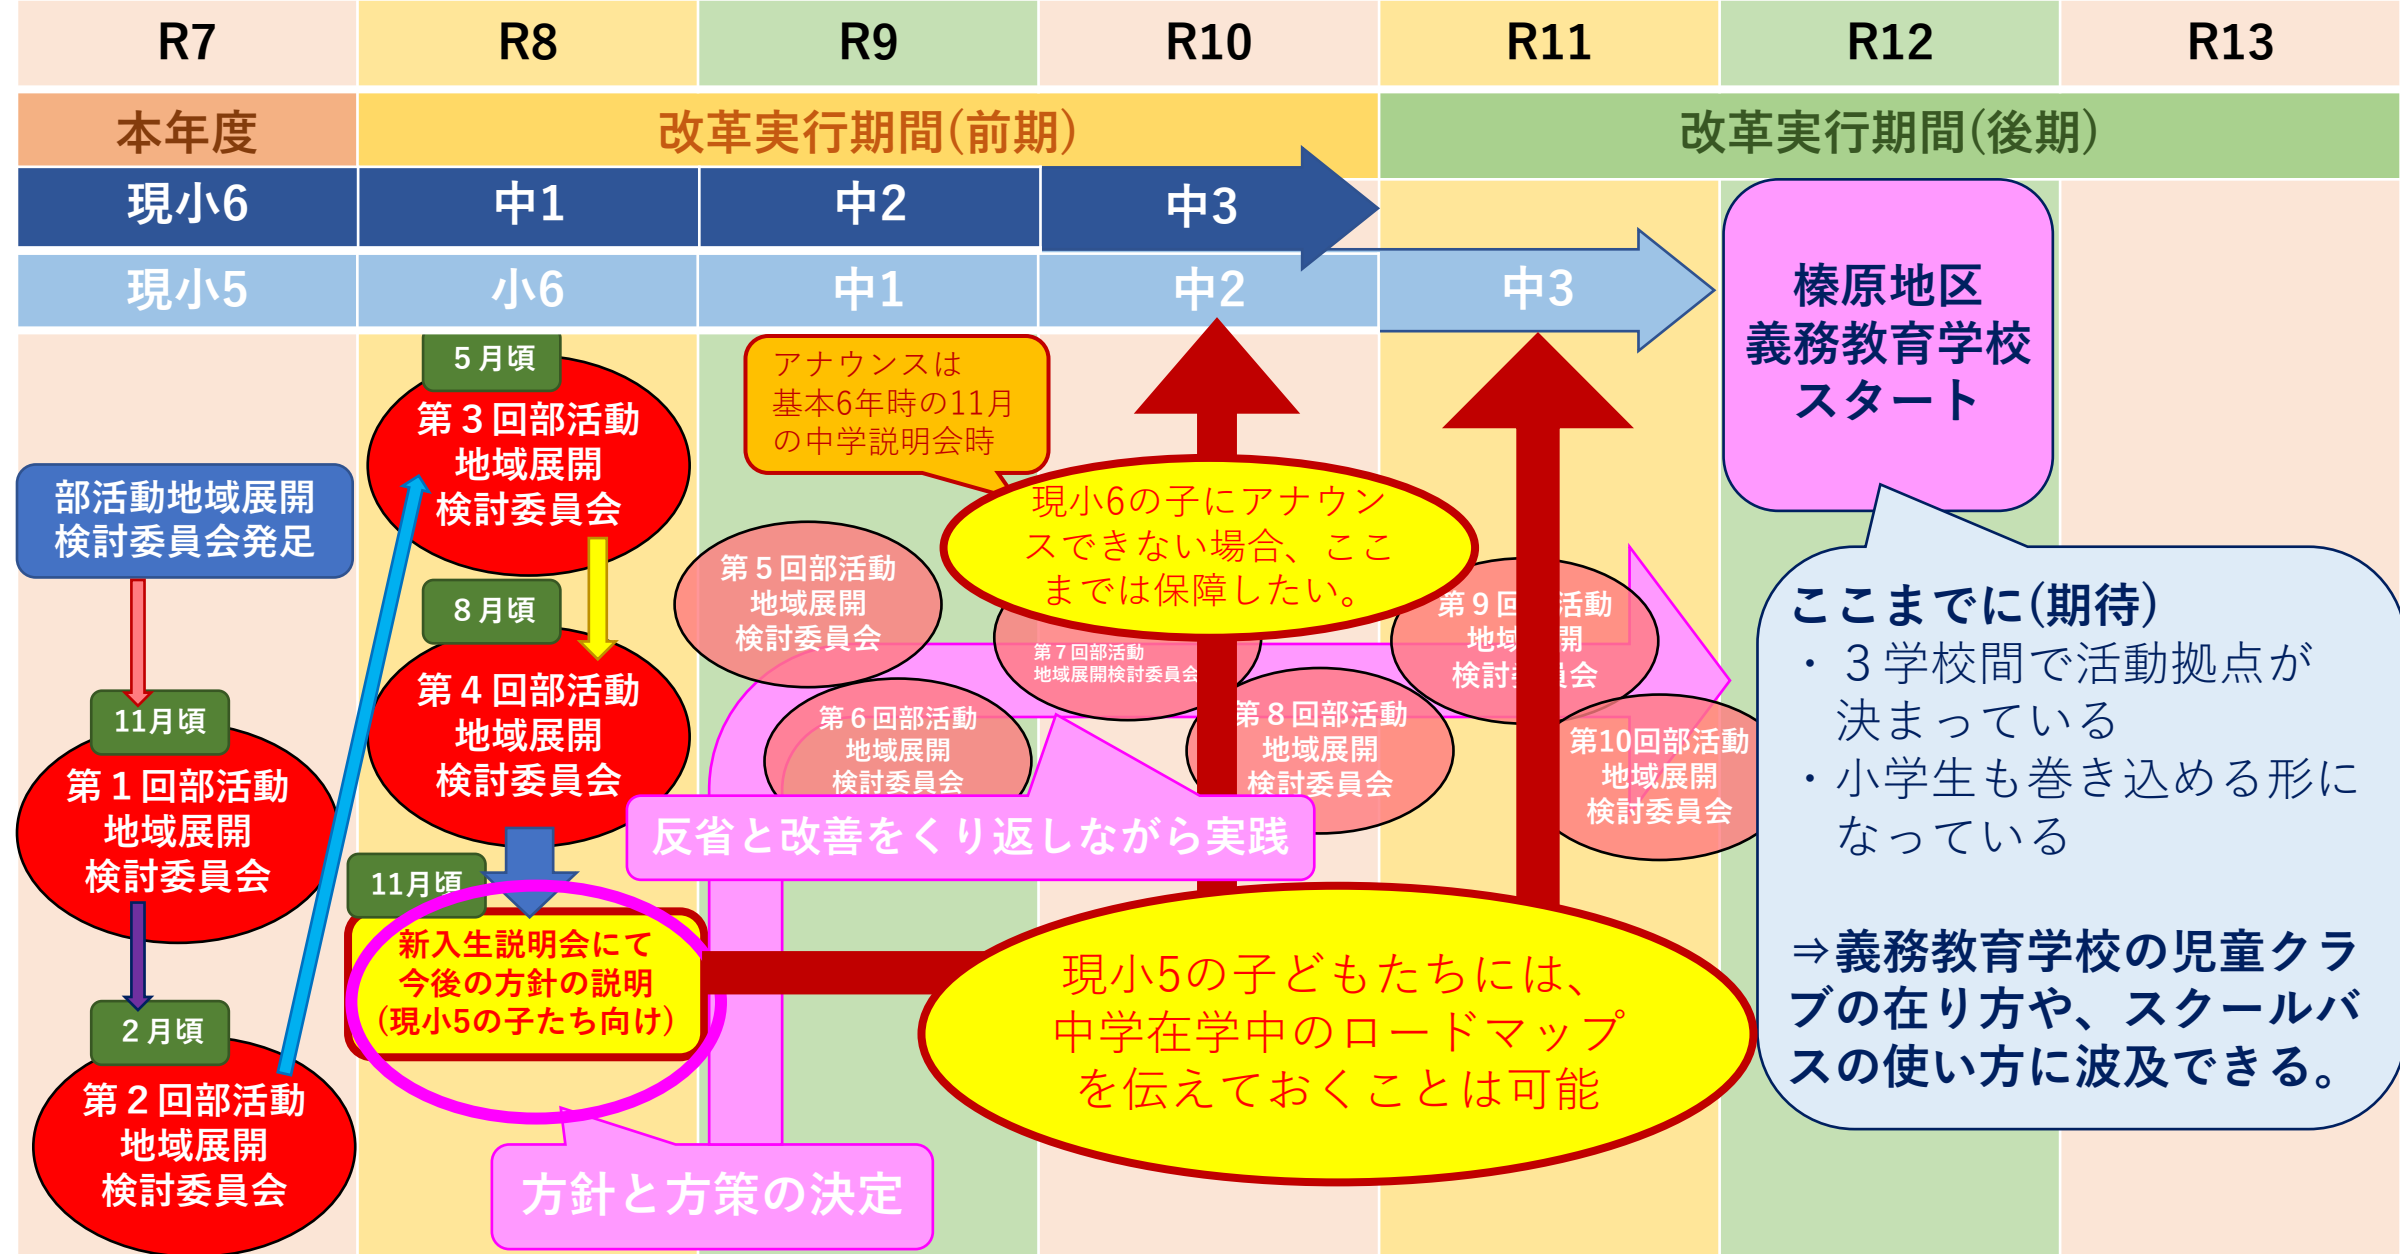 R7
R8
R9
R10
R11
R12
R13
本年度
改革実行期間(前期)
改革実行期間(後期)
現小6
中1
中2
中3
現小5
小6
中1
中2
中3
榛原地区
義務教育学校
スタート
部活動地域展開
検討委員会発足
11月頃
第1回部活動
地域展開
検討委員会
2月頃
第2回部活動
地域展開
検討委員会
5月頃
第3回部活動
地域展開
検討委員会
8月頃
第4回部活動
地域展開
検討委員会
11月頃
新入生説明会にて
今後の方針の説明
(現小5の子たち向け)
方針と方策の決定
アナウンスは
基本6年時の11月
の中学説明会時
現小6の子にアナウン
スできない場合、ここ
までは保障したい。
第5回部活動
地域展開
検討委員会
第6回部活動
地域展開
検討委員会
第7回部活動
地域展開検討委員会
第8回部活動
地域展開
検討委員会
第9回 活動
地域 開
検討 員会
第10回部活動
地域展開
検討委員会
反省と改善をくり返しながら実践
現小5の子どもたちには、
中学在学中のロードマップ
を伝えておくことは可能
ここまでに(期待)
・3学校間で活動拠点が
決まっている
・小学生も巻き込める形に
なっている
⇒義務教育学校の児童クラ
ブの在り方や、スクールバ
スの使い方に波及できる。